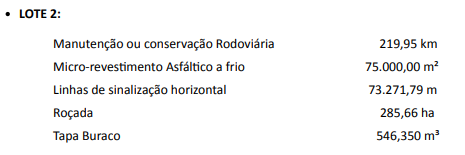 • LOTE 2:
Manutenção ou conservação Rodoviária 219,95 km
Micro-revestimento Asfáltico a frio 75.000,00 m²
Linhas de sinalização horizontal 73.271,79 m
Roçada 285,66 ha
Tapa Buraco 546,350 m³